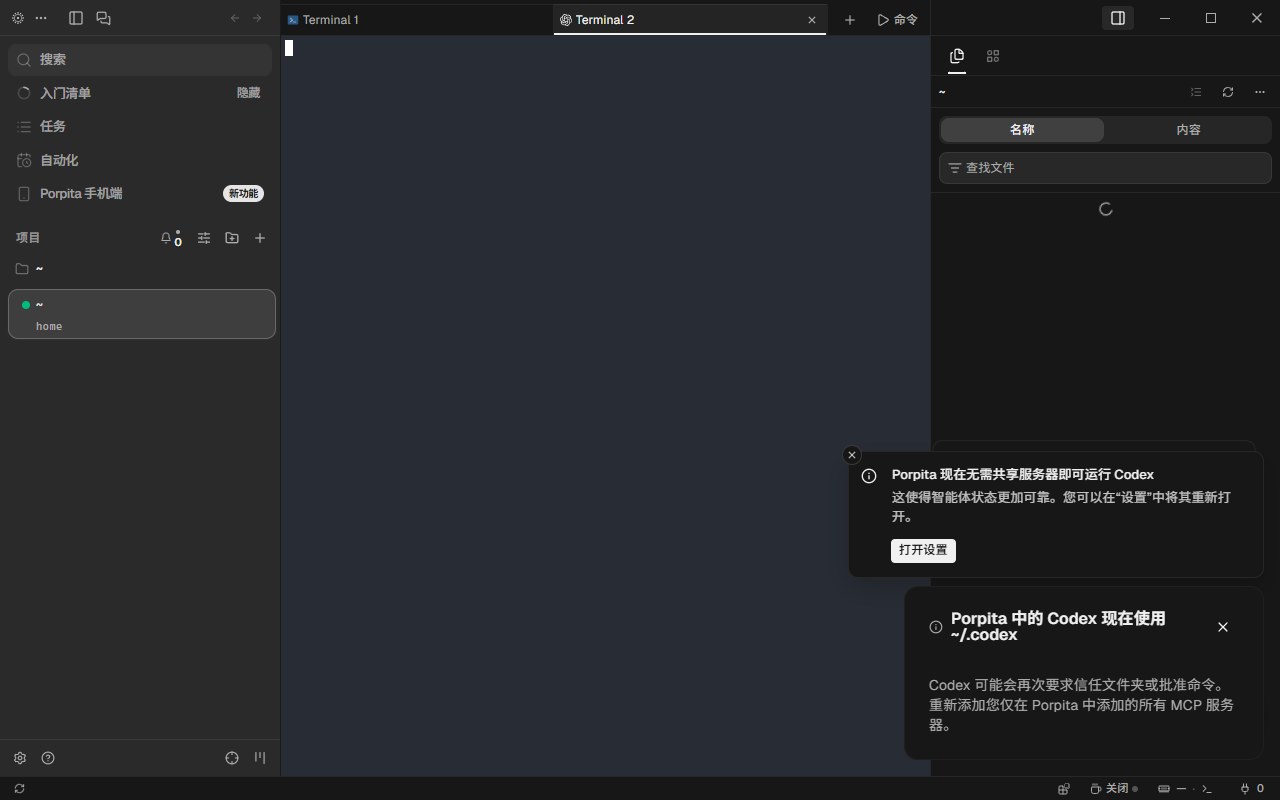 Terminal 1
Terminal 2
命令
搜索
入门清单
隐藏
任务
自动化
Porpita 手机端
新功能
项目
0
~
~
home
~
名称
内容
查找文件
Porpita 现在无需共享服务器即可运行 Codex
这使得智能体状态更加可靠。您可以在“设置”中将其重新打
开。
打开设置
Porpita 中的 Codex 现在使用
~/.codex
Codex 可能会再次要求信任文件夹或批准命令。
重新添加您仅在 Porpita 中添加的所有 MCP 服务
器。
关闭
— ·
0